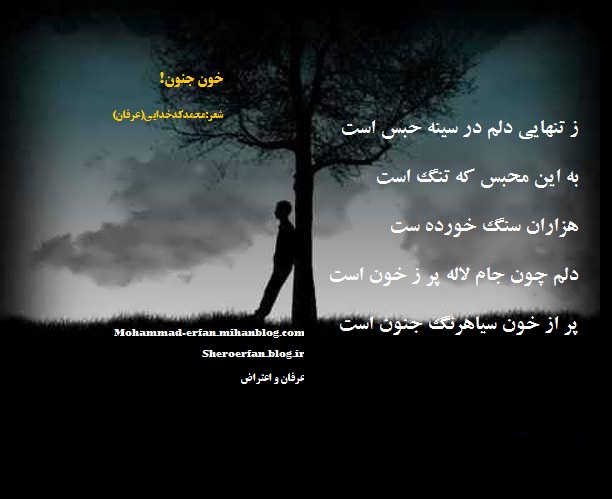 خون جنون!
شعر:محمدکدخدایی(عرفان)
ز تنهایی دلم در سینه حبس است
به این محبس که تنگ است
هزاران سنگ خورده ست
دلم چون جام لاله پر ز خون است
پر از خون سیاهرنگ جنون است
Mohammad-erfan.mihanblog.com
Sheroerfan.blog.ir
عرفان و اعتراض